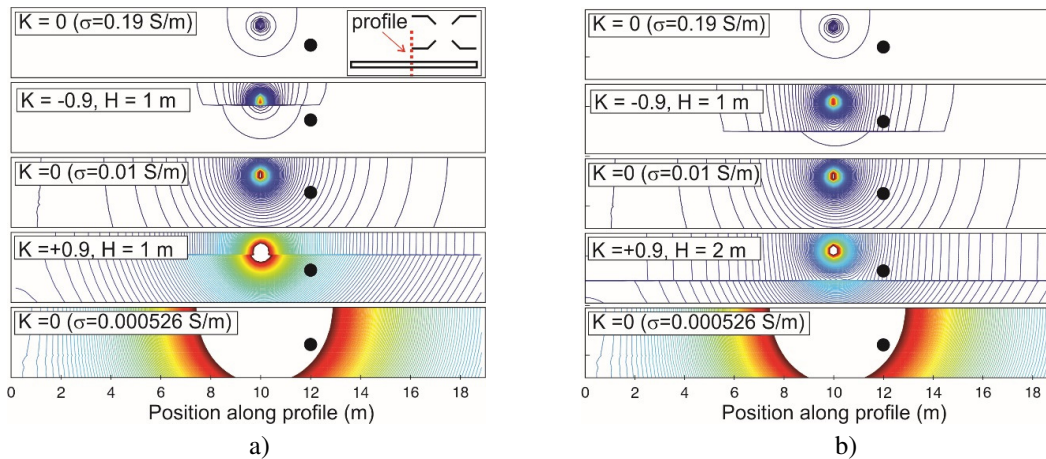 K = 0 (σ=0.19 S/m)
profile
K = -0.9, H = 1 m
K =0 (σ=0.01 S/m)
K =+0.9, H = 1 m
K =0 (σ=0.000526 S/m)
0 2 4 6 8 10 12 14 16 18
Position along profile (m)
a)
K = 0 (σ=0.19 S/m)
K = -0.9, H = 1 m
K =0 (σ=0.01 S/m)
K =+0.9, H = 2 m
K =0 (σ=0.000526 S/m)
0 2 4 6 8 10 12 14 16 18
Position along profile (m)
b)